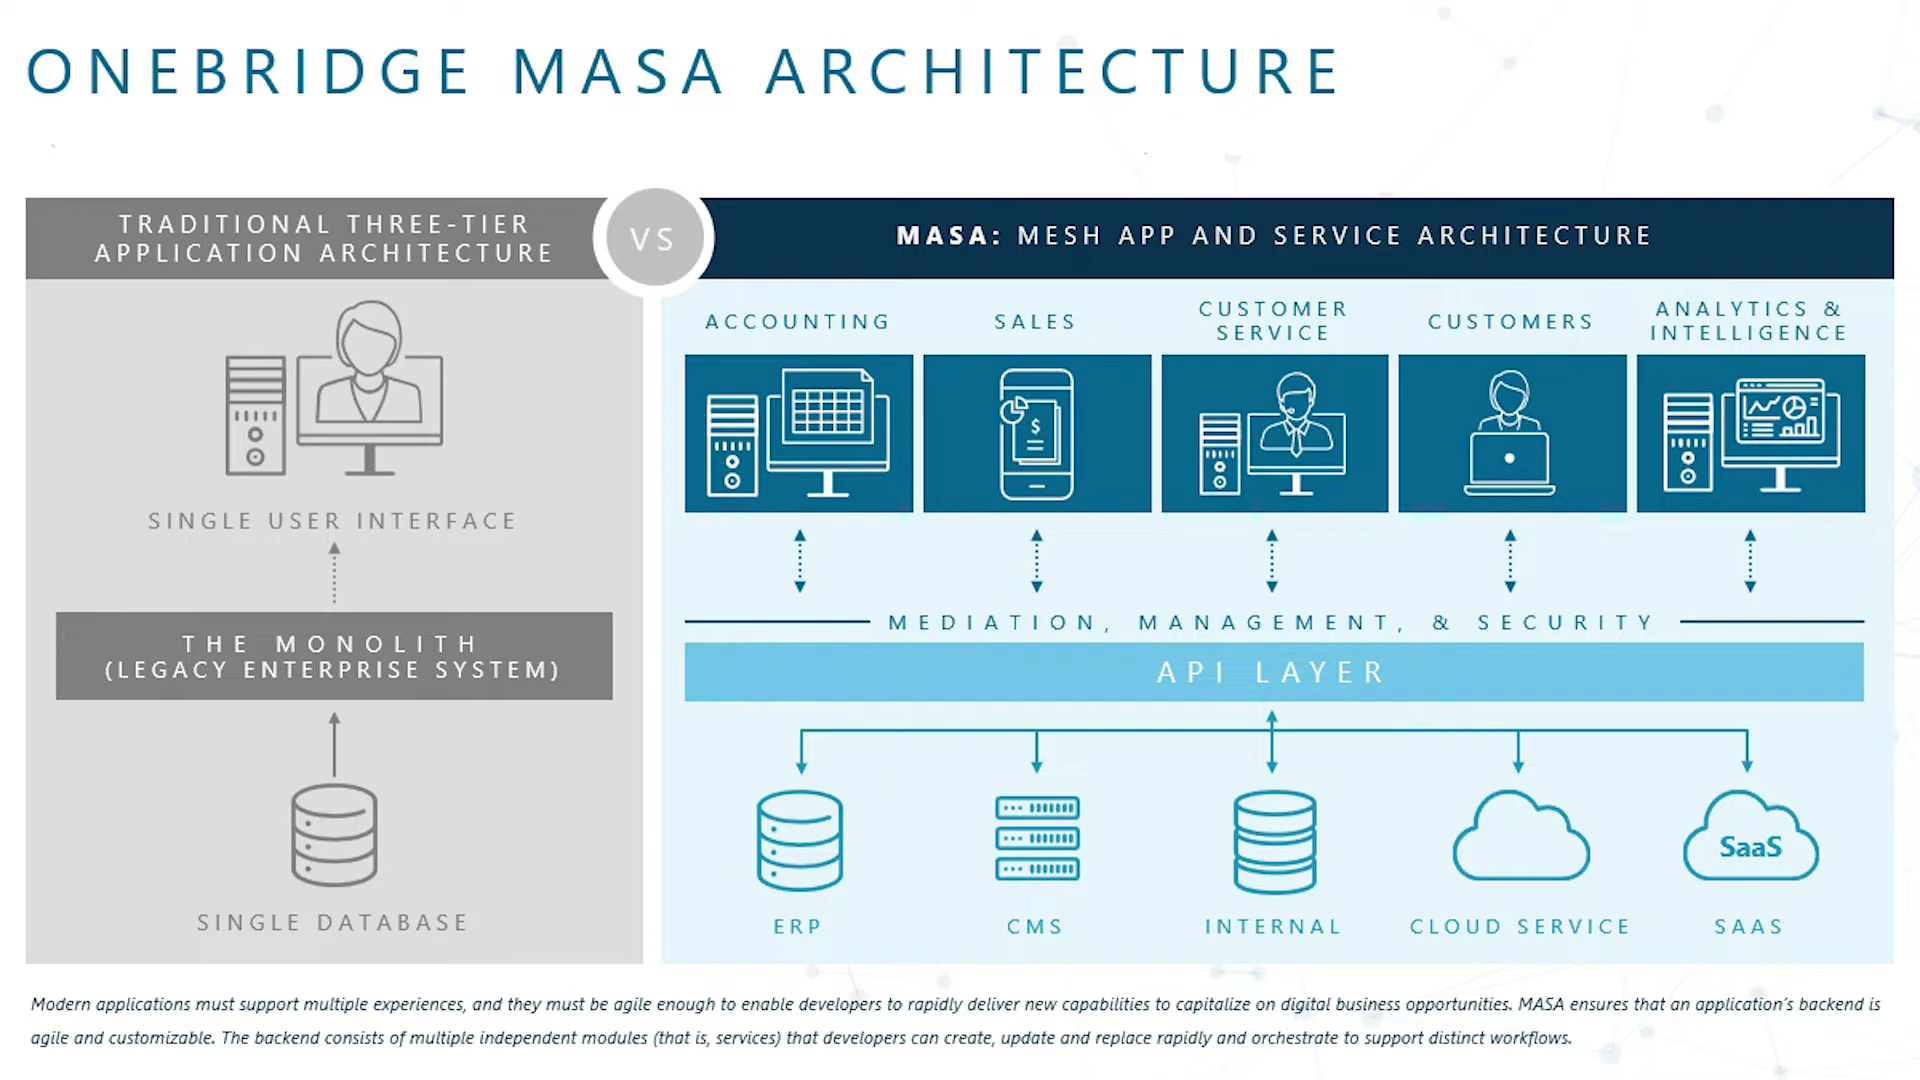 ONEBRIDGE MASA ARCHITECTURE
TRADITIONAL THREE-TIER
APPLICATION ARCHITECTURE
VS
MASA: MESH APP AND SERVICE ARCHITECTURE
SINGLE USER INTERFACE
THE MONOLITH
(LEGACY ENTERPRISE SYSTEM)
SINGLE DATABASE
ACCOUNTING
SALES
CUSTOMER
SERVICE
CUSTOMERS
ANALYTICS &
INTELLIGENCE
$
MEDIATION, MANAGEMENT, & SECURITY
API LAYER
SaaS
ERP
CMS
INTERNAL
CLOUD SERVICE
SAAS
Modern applications must support multiple experiences, and they must be agile enough to enable developers to rapidly deliver new capabilities to capitalize on digital business opportunities. MASA ensures that an application's backend is
agile and customizable. The backend consists of multiple independent modules (that is, services) that developers can create, update and replace rapidly and orchestrate to support distinct workflows.